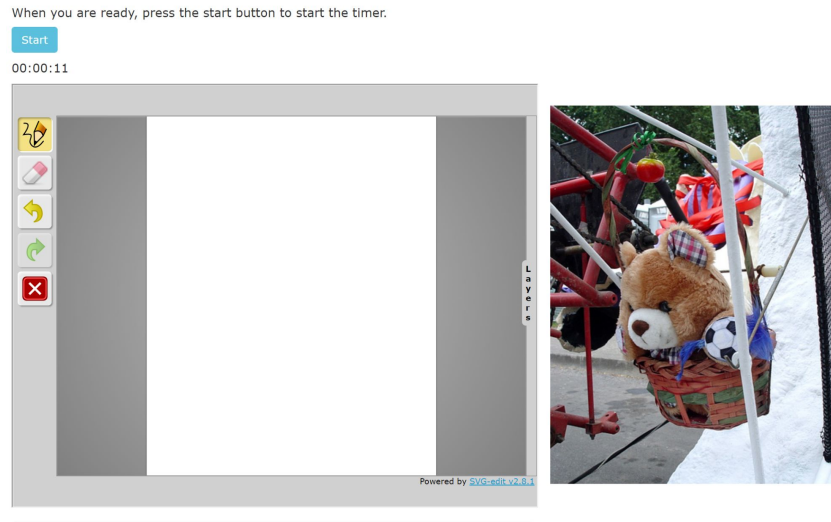 When you are ready, press the start button to start the timer.
Start
00:00:11
Layers
Powered by SVG-edit v2.8.1